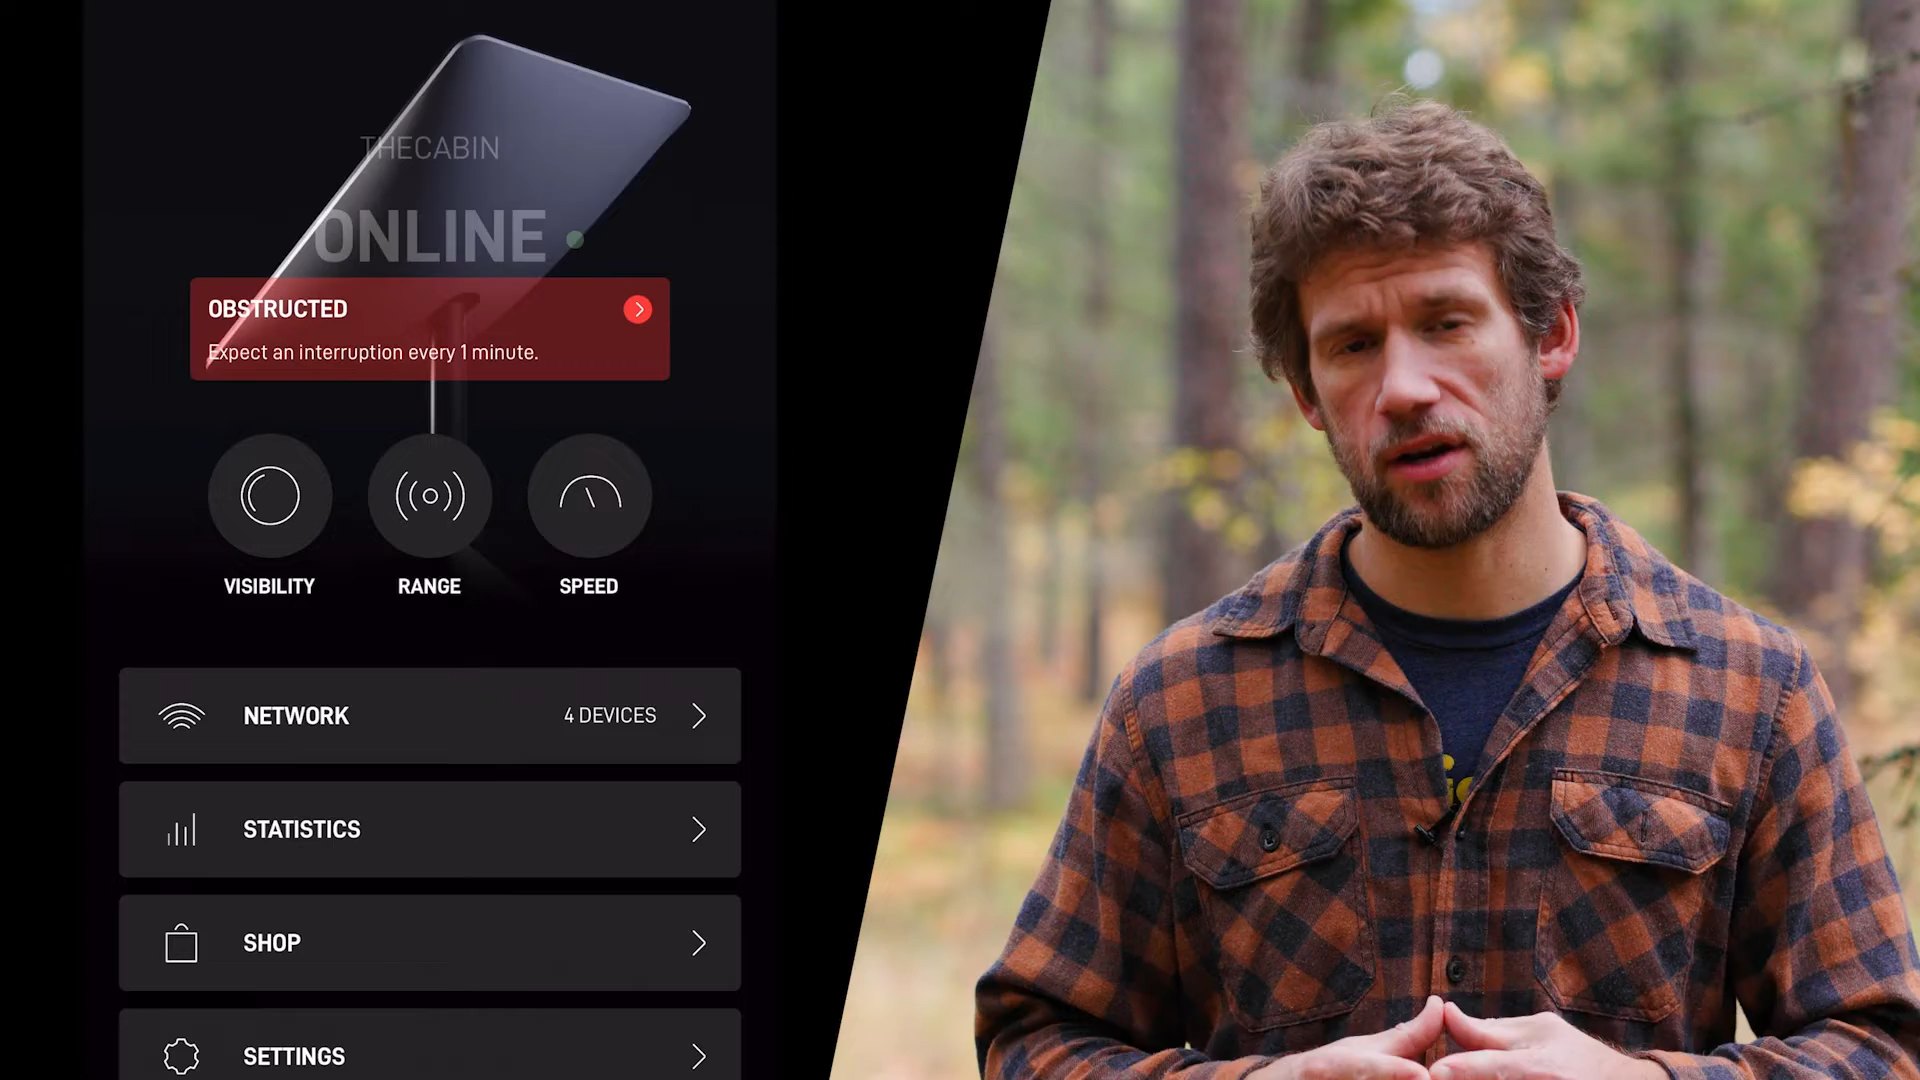 THECABIN
ONLINE
OBSTRUCTED
Expect an interruption every 1 minute.
VISIBILITY
RANGE
SPEED
NETWORK
4 DEVICES
STATISTICS
SHOP
SETTINGS